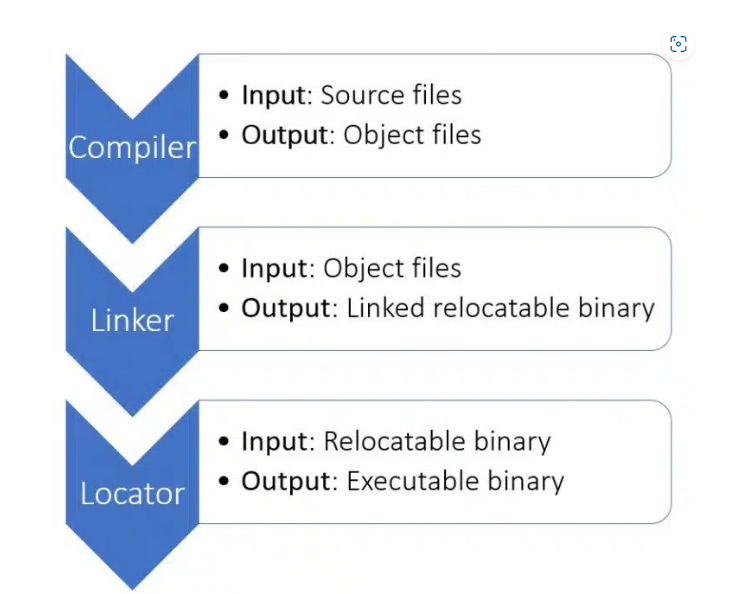 Compiler
• Input: Source files
• Output: Object files
Linker
• Input: Object files
• Output: Linked relocatable binary
Locator
• Input: Relocatable binary
• Output: Executable binary